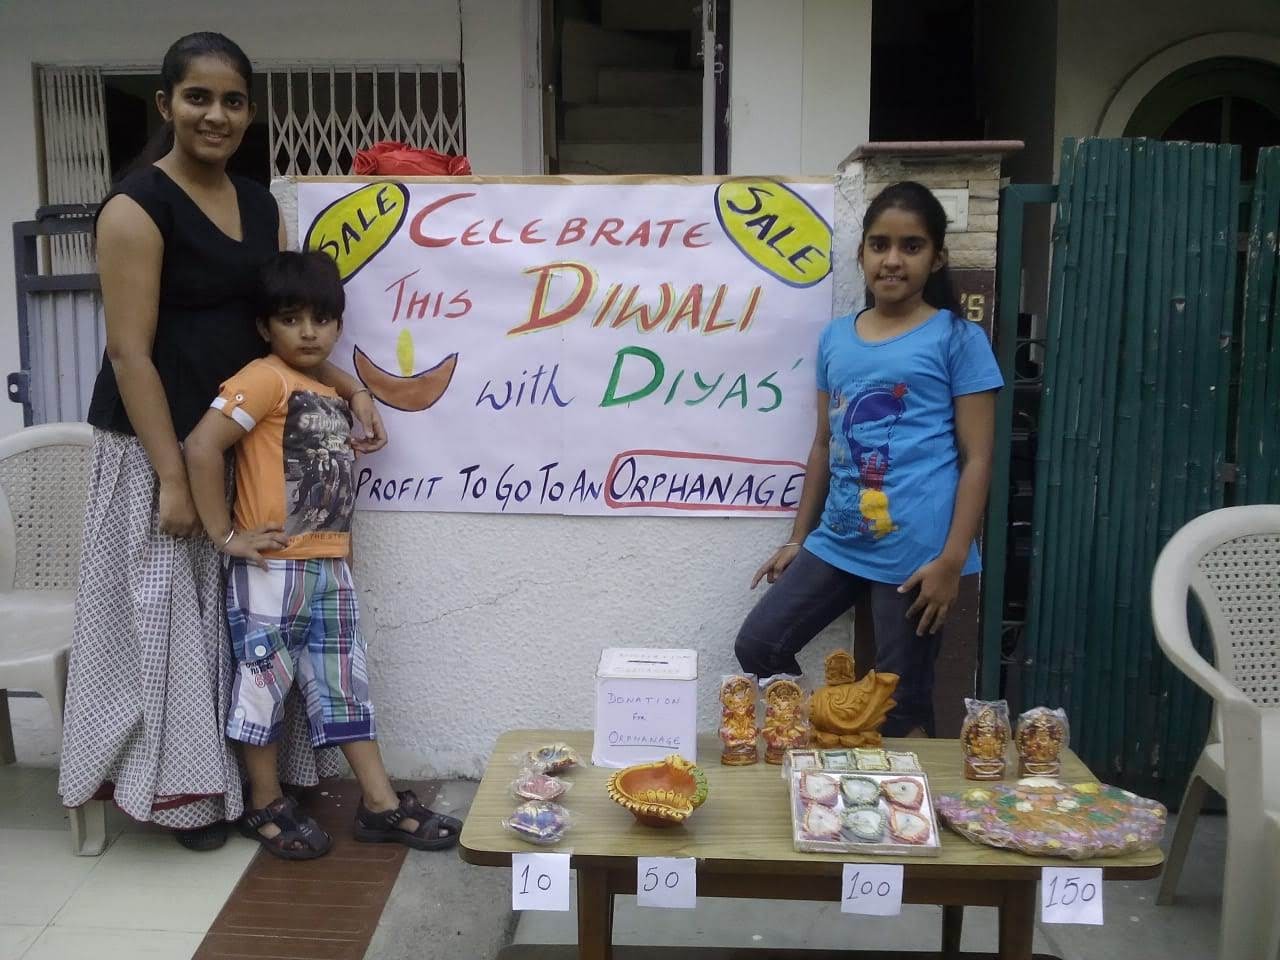 SALE
SALE
CELEBRATE
THIS DIWALI
with DIYAS'
PROFIT TO GO TO AN ORPHANAGE
'S
STUDIO
DONATION
FOR
ORPHANAGE
10
50
100
150